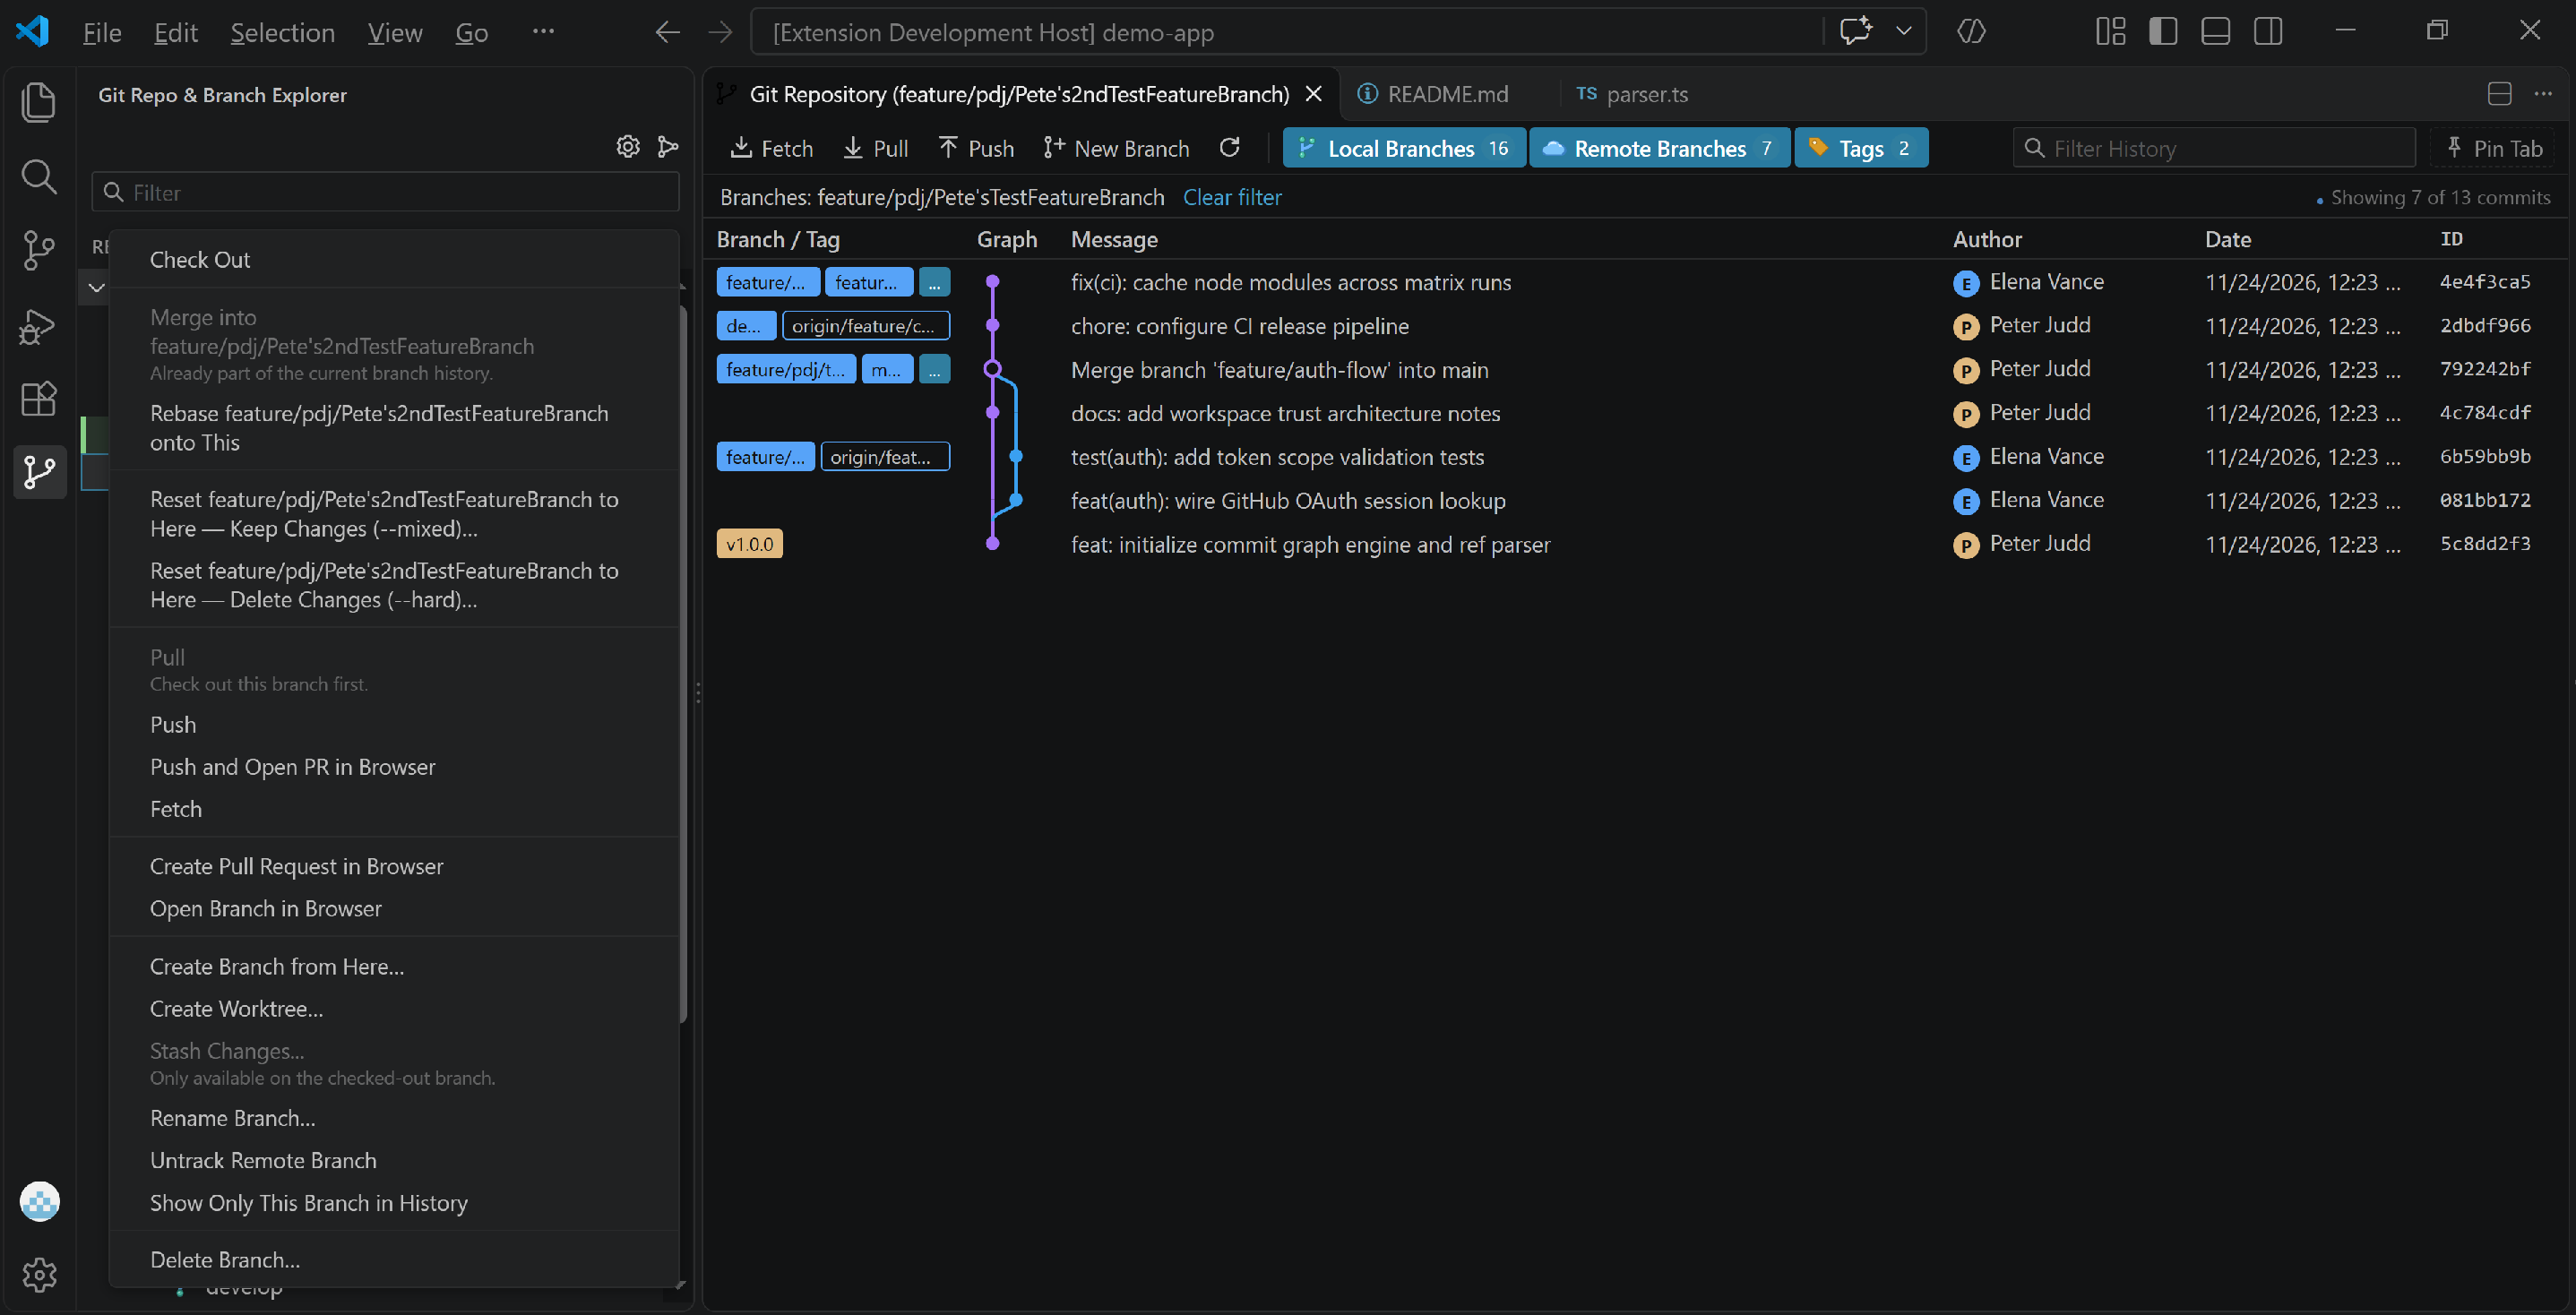 File Edit Selection View Go ...
[Extension Development Host] demo-app
Git Repo & Branch Explorer
Filter
RE
Check Out
Merge into
feature/pdj/Pete's2ndTestFeatureBranch
Already part of the current branch history.
Rebase feature/pdj/Pete's2ndTestFeatureBranch
onto This
Reset feature/pdj/Pete's2ndTestFeatureBranch to
Here — Keep Changes (--mixed)...
Reset feature/pdj/Pete's2ndTestFeatureBranch to
Here — Delete Changes (--hard)...
Pull
Check out this branch first.
Push
Push and Open PR in Browser
Fetch
Create Pull Request in Browser
Open Branch in Browser
Create Branch from Here...
Create Worktree...
Stash Changes...
Only available on the checked-out branch.
Rename Branch...
Untrack Remote Branch
Show Only This Branch in History
Delete Branch...
develop
Git Repository (feature/pdj/Pete's2ndTestFeatureBranch) README.md TS parser.ts
Fetch Pull Push New Branch Local Branches 16 Remote Branches 7 Tags 2 Filter History Pin Tab
Branches: feature/pdj/Pete'sTestFeatureBranch Clear filter Showing 7 of 13 commits
Branch / Tag Graph Message Author Date ID
feature/... featur... ... fix(ci): cache node modules across matrix runs E Elena Vance 11/24/2026, 12:23 ... 4e4f3ca5
de... origin/feature/c... chore: configure CI release pipeline P Peter Judd 11/24/2026, 12:23 ... 2dbdf966
feature/pdj/t... m... ... Merge branch 'feature/auth-flow' into main P Peter Judd 11/24/2026, 12:23 ... 792242bf
docs: add workspace trust architecture notes P Peter Judd 11/24/2026, 12:23 ... 4c784cdf
feature/... origin/feat... test(auth): add token scope validation tests E Elena Vance 11/24/2026, 12:23 ... 6b59bb9b
feat(auth): wire GitHub OAuth session lookup E Elena Vance 11/24/2026, 12:23 ... 081bb172
v1.0.0 feat: initialize commit graph engine and ref parser P Peter Judd 11/24/2026, 12:23 ... 5c8dd2f3